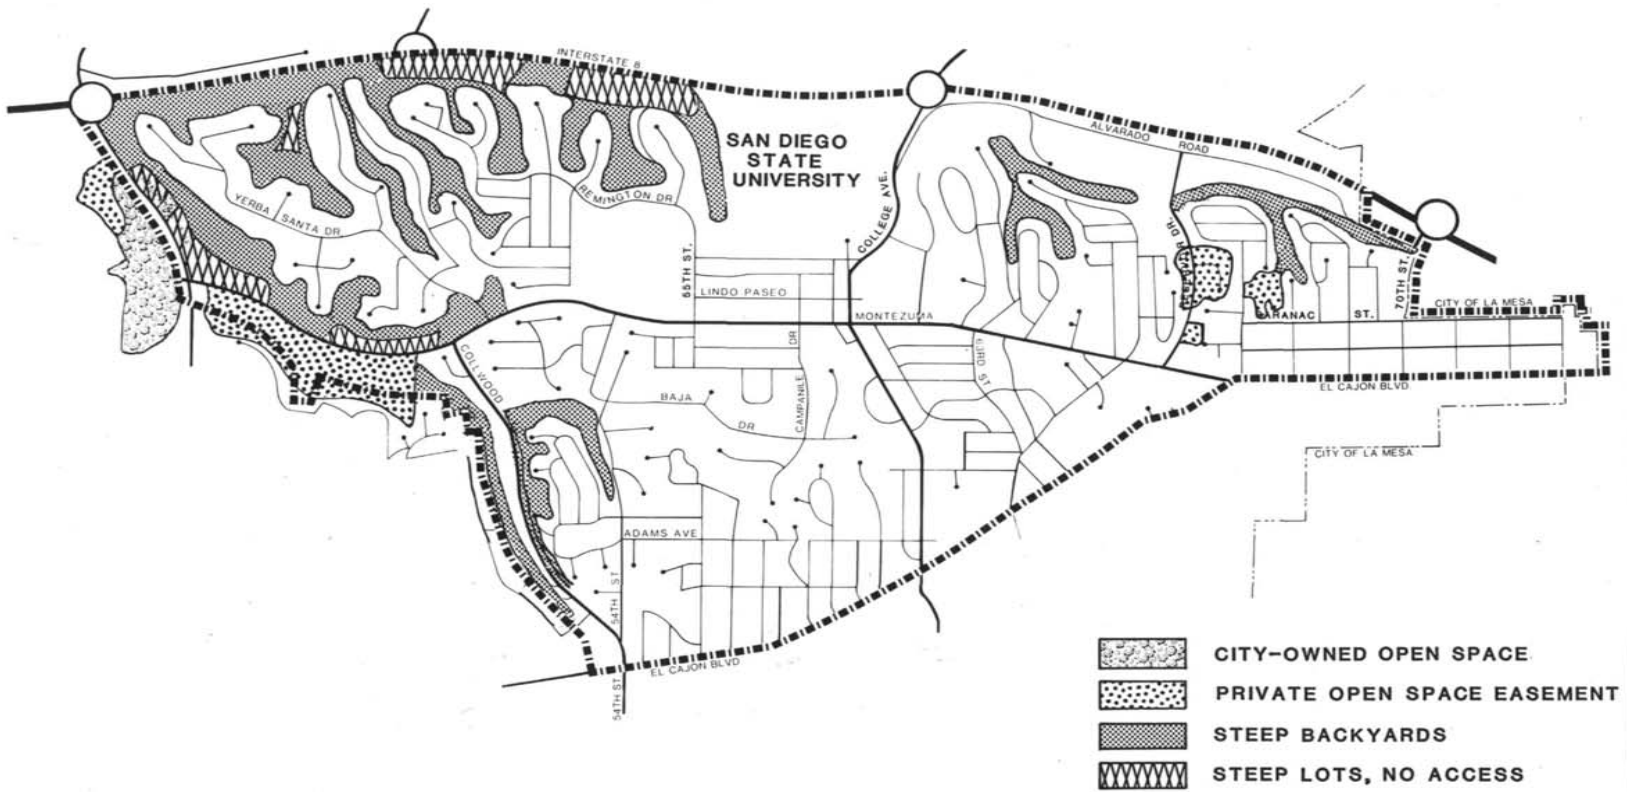 INTERSTATE 8
SAN DIEGO
STATE
UNIVERSITY
ALVARADO
ROAD
COLLEGE AVE.
REMINGTON DR
YERBA SANTA DR.
55TH ST.
LINDO PASEO
MONTEZUMA
70TH ST.
CITY OF LA MESA
ST.
DR.
63RD ST
COLLWOOD
CAMPANILE DR
BAJA DR
EL CAJON BLVD.
CITY OF LA MESA
ADAMS AVE
54TH ST
EL CAJON BLVD
54TH ST
CITY-OWNED OPEN SPACE
PRIVATE OPEN SPACE EASEMENT
STEEP BACKYARDS
STEEP LOTS, NO ACCESS